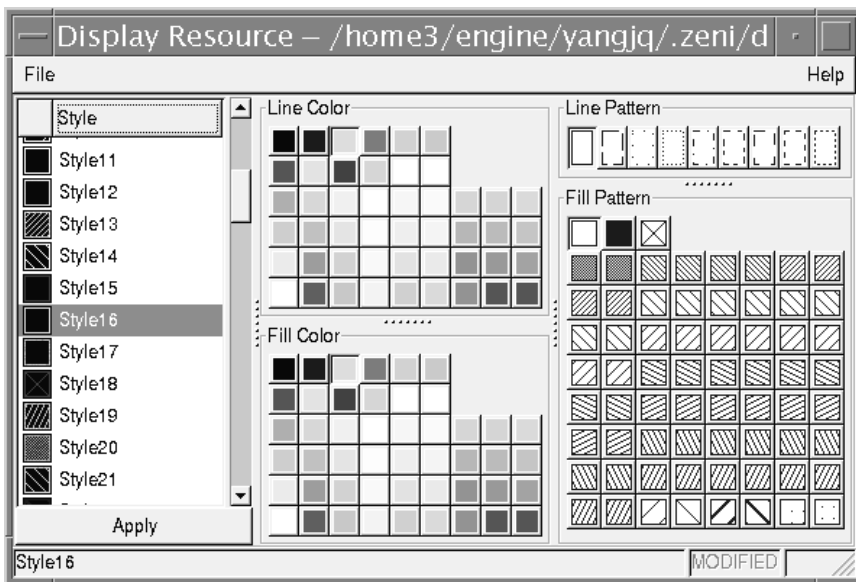 Display Resource – /home3/engine/yangjq/.zeni/d
File
Help
Style
Style11
Style12
Style13
Style14
Style15
Style16
Style17
Style18
Style19
Style20
Style21
Apply
Line Color
Fill Color
Line Pattern
Fill Pattern
Style16
MODIFIED